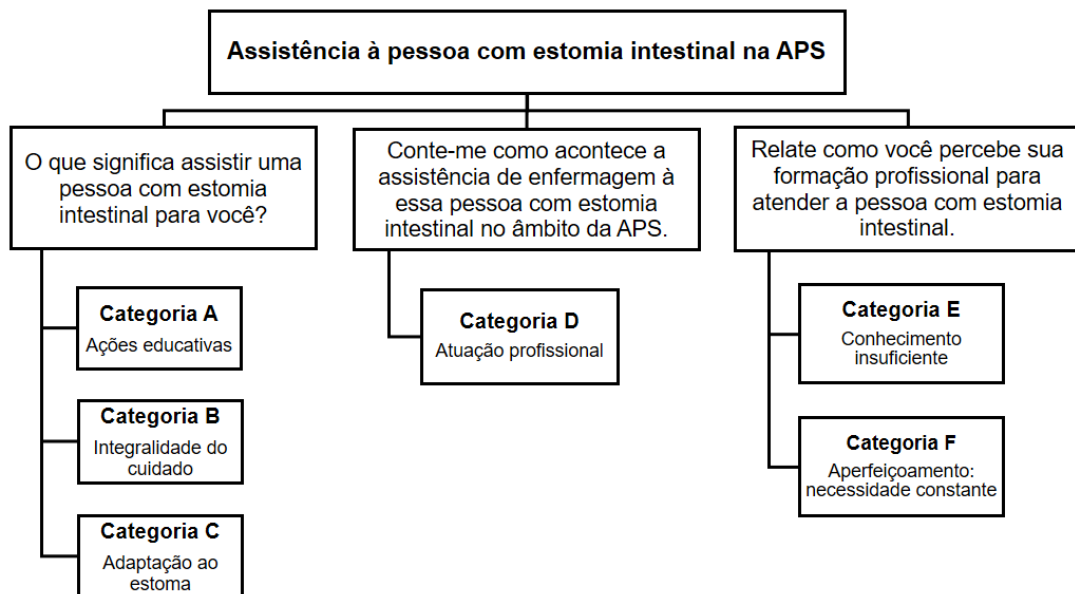 Assistência à pessoa com estomia intestinal na APS
O que significa assistir uma
pessoa com estomia
intestinal para você?
Categoria A
Ações educativas
Categoria B
Integralidade do
cuidado
Categoria C
Adaptação ao
estoma
Conte-me como acontece a
assistência de enfermagem à
essa pessoa com estomia
intestinal no âmbito da APS.
Categoria D
Atuação profissional
Relate como você percebe sua
formação profissional para
atender a pessoa com estomia
intestinal.
Categoria E
Conhecimento
insuficiente
Categoria F
Aperfeiçoamento:
necessidade constante